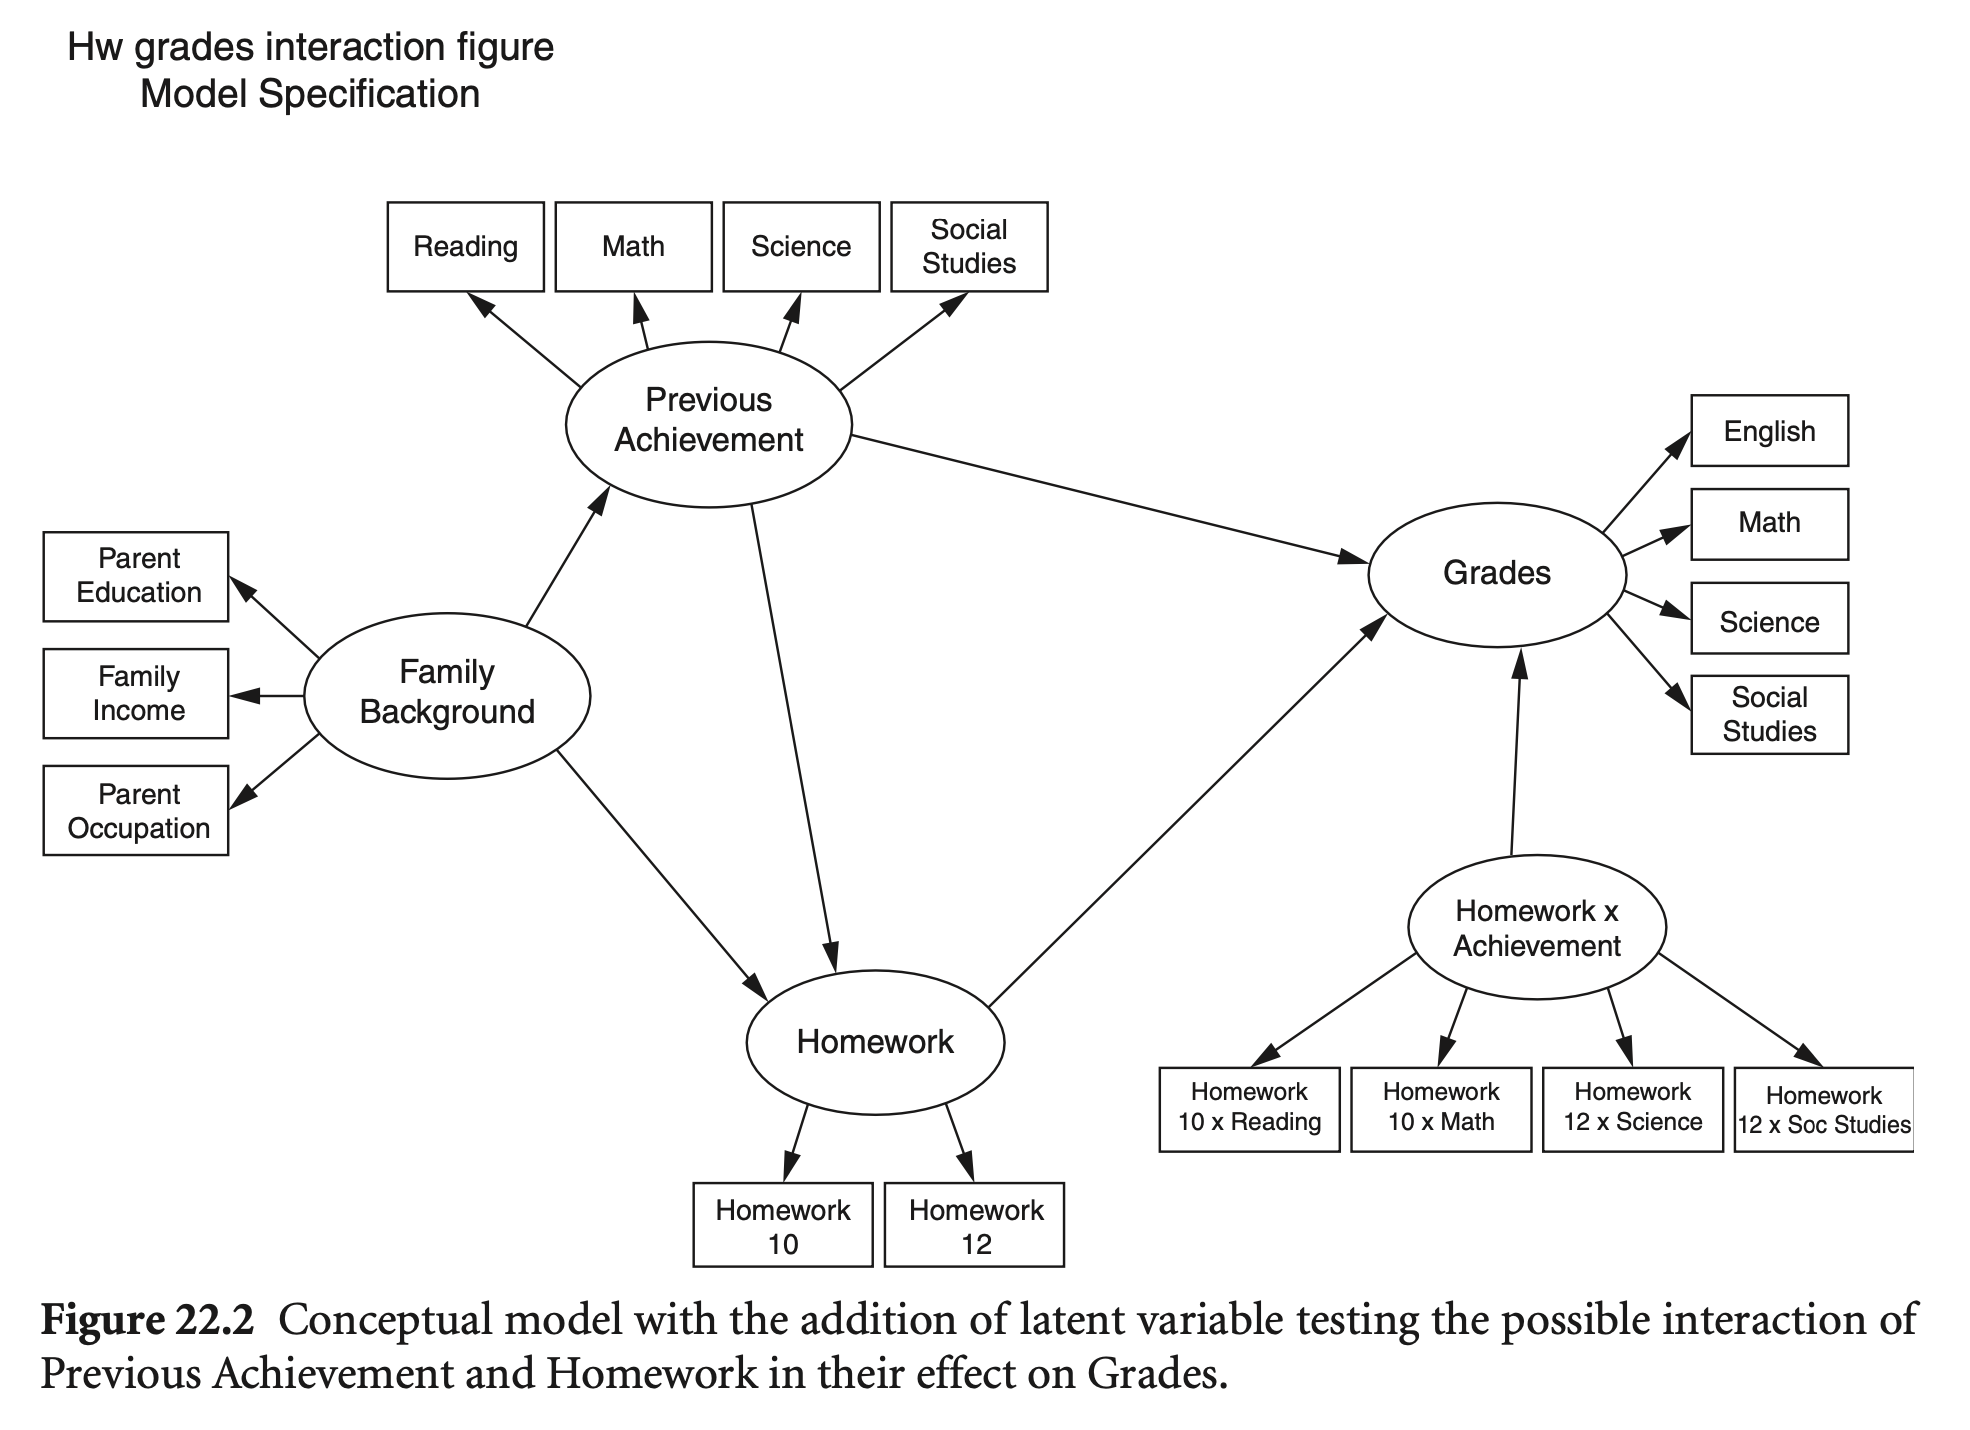 Hw grades interaction figure
Model Specification
Reading
Math
Science
Social
Studies
Previous
Achievement
English
Math
Science
Social
Studies
Grades
Parent
Education
Family
Income
Parent
Occupation
Family
Background
Homework x
Achievement
Homework
Homework
10 x Reading
Homework
10 x Math
Homework
12 x Science
Homework
12 x Soc Studies
Homework
10
Homework
12
Figure 22.2 Conceptual model with the addition of latent variable testing the possible interaction of
Previous Achievement and Homework in their effect on Grades.